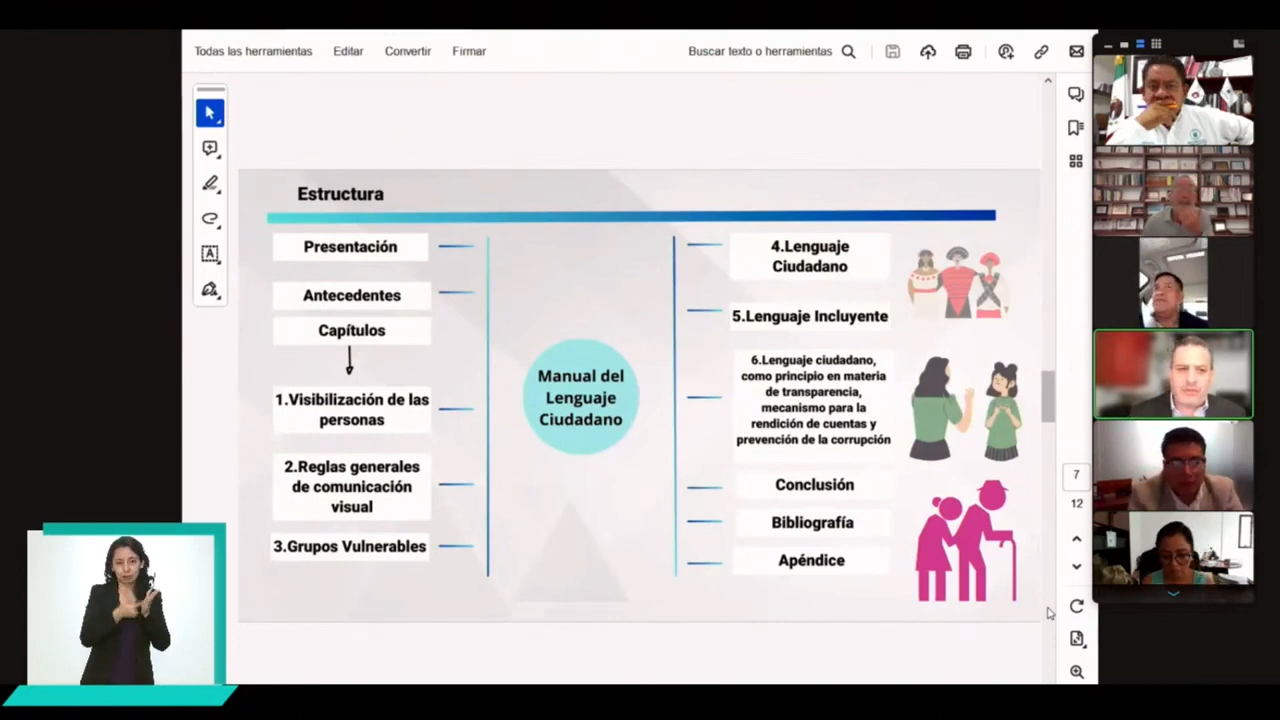 Todas las herramientas Editar Convertir Firmar Buscar texto o herramientas
Estructura
Presentación
Antecedentes
Capítulos
1.Visibilización de las
personas
2.Reglas generales
de comunicación
visual
3.Grupos Vulnerables
Manual del
Lenguaje
Ciudadano
4.Lenguaje
Ciudadano
5.Lenguaje Incluyente
6.Lenguaje ciudadano,
como principio en materia
de transparencia,
mecanismo para la
rendición de cuentas y
prevención de la corrupción
Conclusión
Bibliografía
Apéndice
7
12